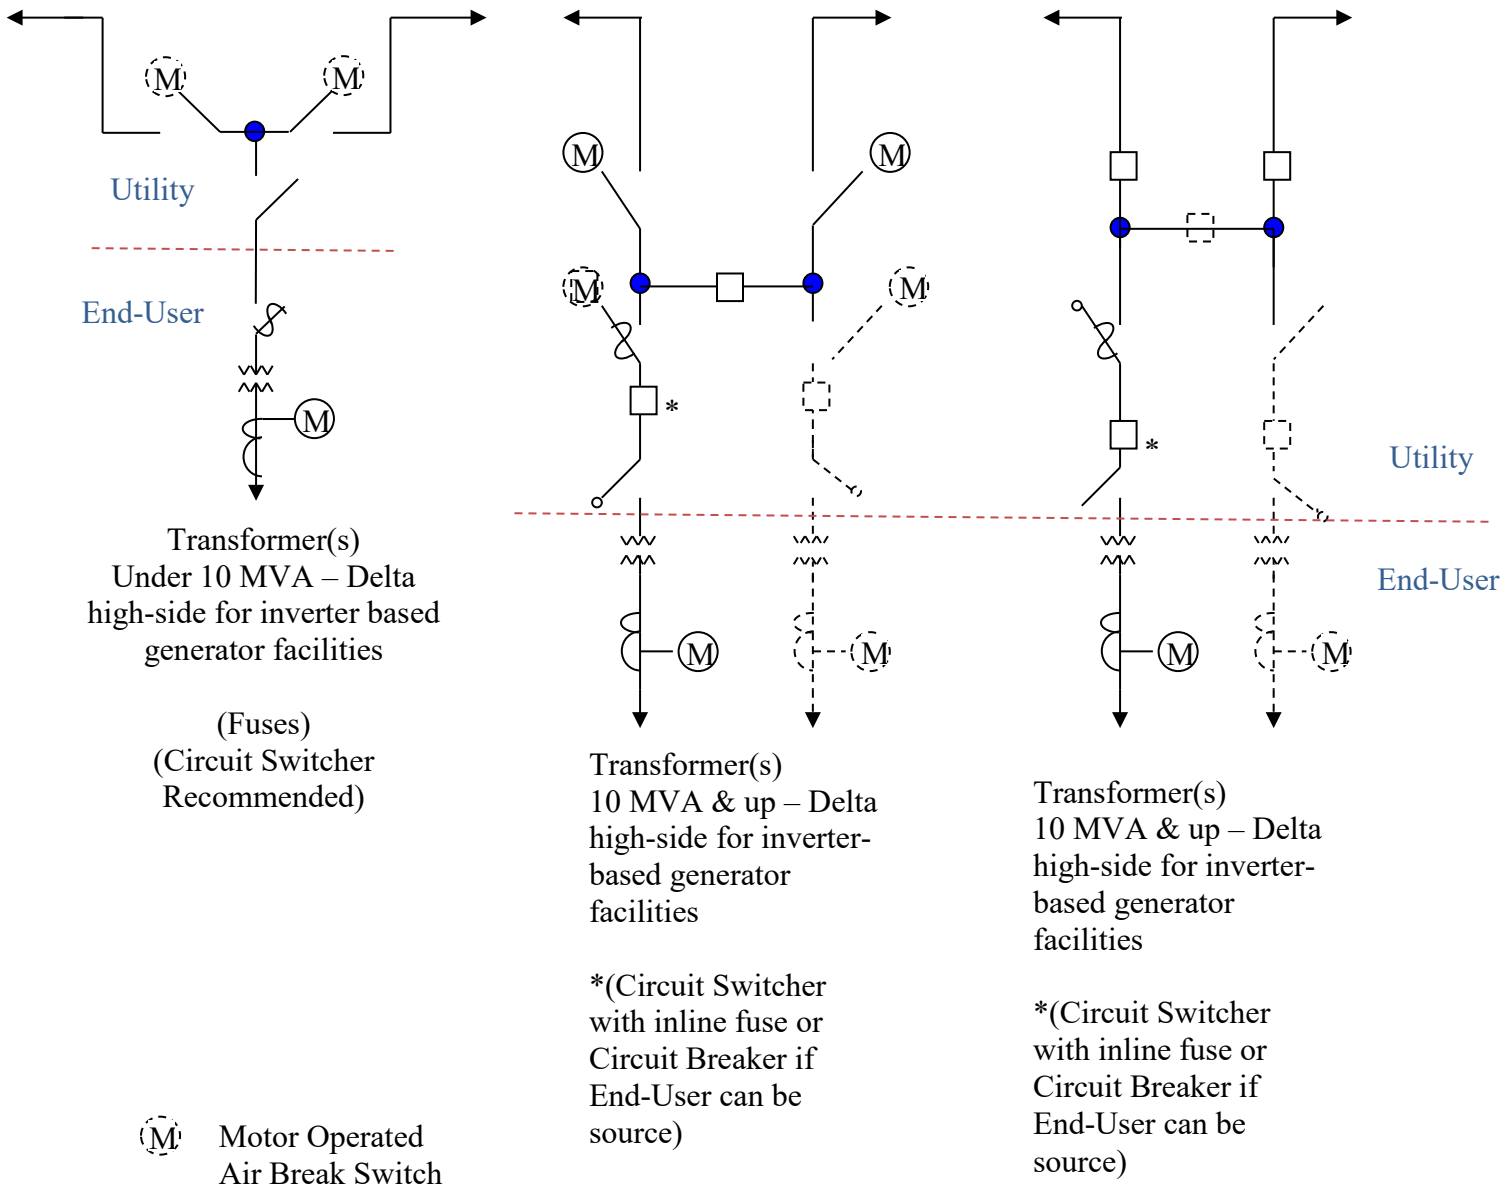 M
M
M
M
Utility
End-User
M
M
M
M
*
*
Utility
End-User
M
M
M
M
Transformer(s)
Under 10 MVA – Delta
high-side for inverter based
generator facilities
(Fuses)
(Circuit Switcher
Recommended)
Transformer(s)
10 MVA & up – Delta
high-side for inverter-
based generator
facilities
*(Circuit Switcher
with inline fuse or
Circuit Breaker if
End-User can be
source)
Transformer(s)
10 MVA & up – Delta
high-side for inverter-
based generator
facilities
*(Circuit Switcher
with inline fuse or
Circuit Breaker if
End-User can be
source)
M Motor Operated
Air Break Switch